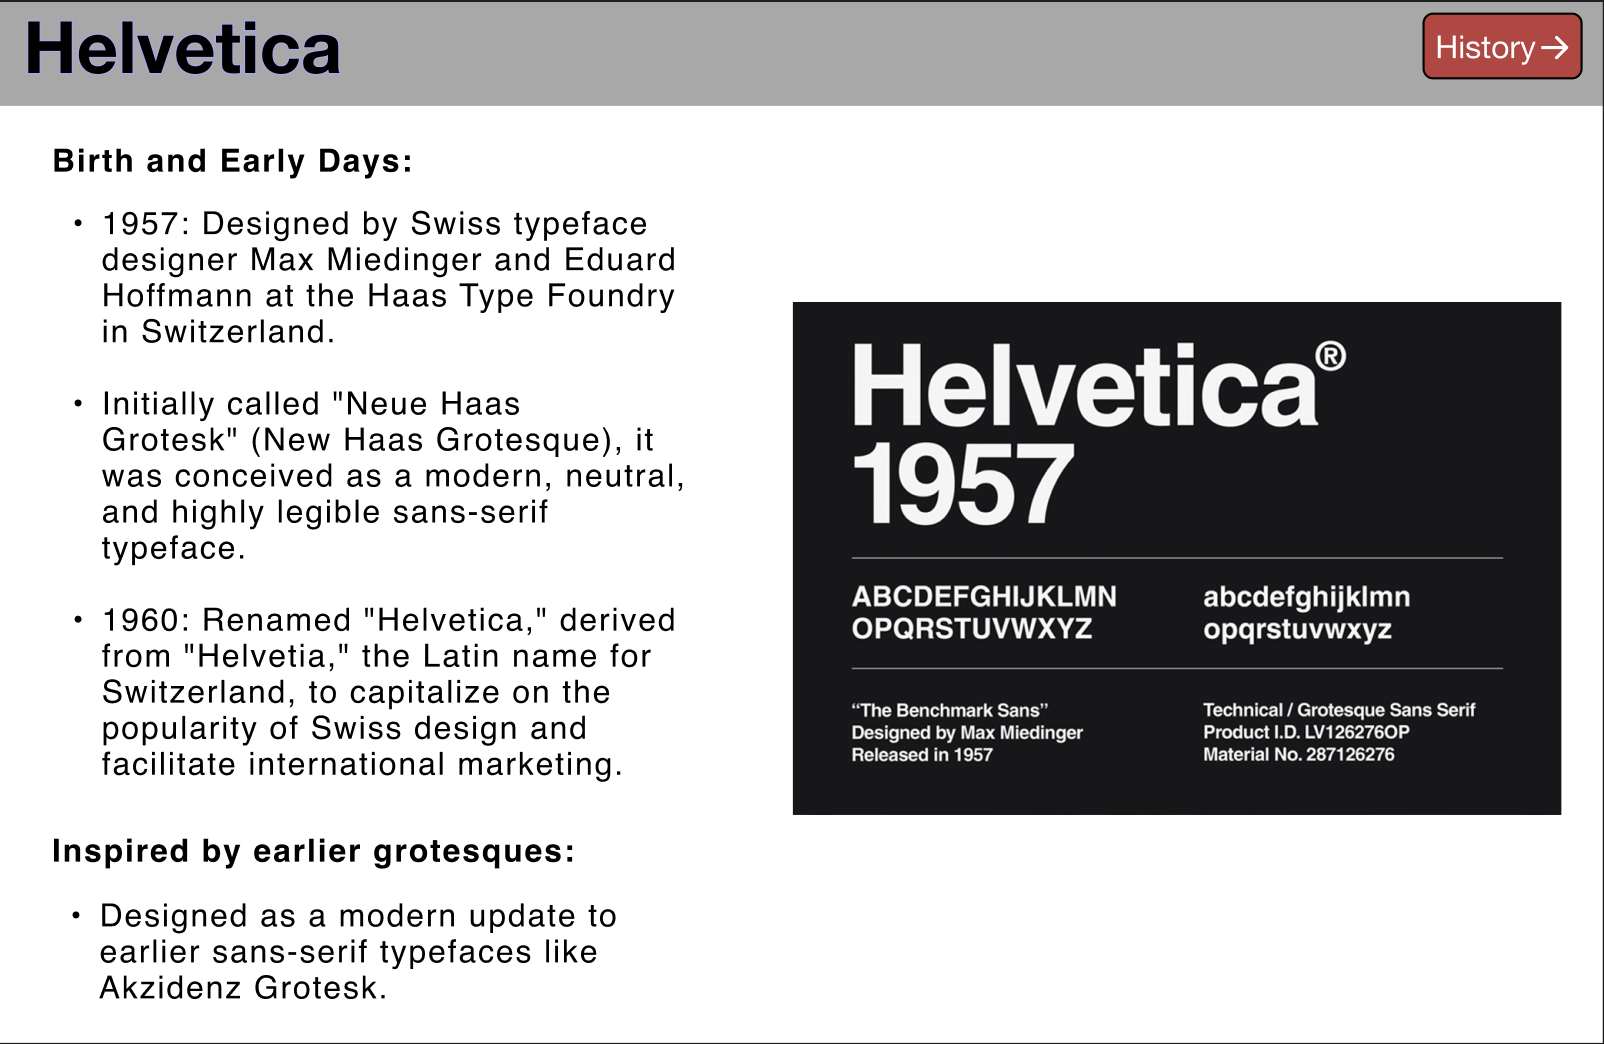 Helvetica
History→
Birth and Early Days:
• 1957: Designed by Swiss typeface
designer Max Miedinger and Eduard
Hoffmann at the Haas Type Foundry
in Switzerland.
• Initially called "Neue Haas
Grotesk" (New Haas Grotesque), it
was conceived as a modern, neutral,
and highly legible sans-serif
typeface.
• 1960: Renamed "Helvetica," derived
from "Helvetia," the Latin name for
Switzerland, to capitalize on the
popularity of Swiss design and
facilitate international marketing.
Inspired by earlier grotesques:
• Designed as a modern update to
earlier sans-serif typefaces like
Akzidenz Grotesk.
Helvetica®
1957
ABCDEFGHIJKLMN
OPQRSTUVWXYZ
abcdefghijklmn
opqrstuvwxyz
“The Benchmark Sans”
Designed by Max Miedinger
Released in 1957
Technical / Grotesque Sans Serif
Product I.D. LV126276OP
Material No. 287126276